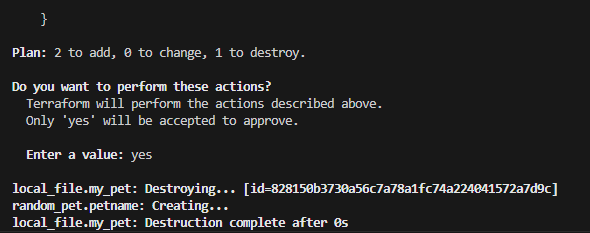 }
Plan: 2 to add, 0 to change, 1 to destroy.
Do you want to perform these actions?
Terraform will perform the actions described above.
Only 'yes' will be accepted to approve.
Enter a value: yes
local_file.my_pet: Destroying... [id=828150b3730a56c7a78a1fc74a224041572a7d9c]
random_pet.petname: Creating...
local_file.my_pet: Destruction complete after 0s